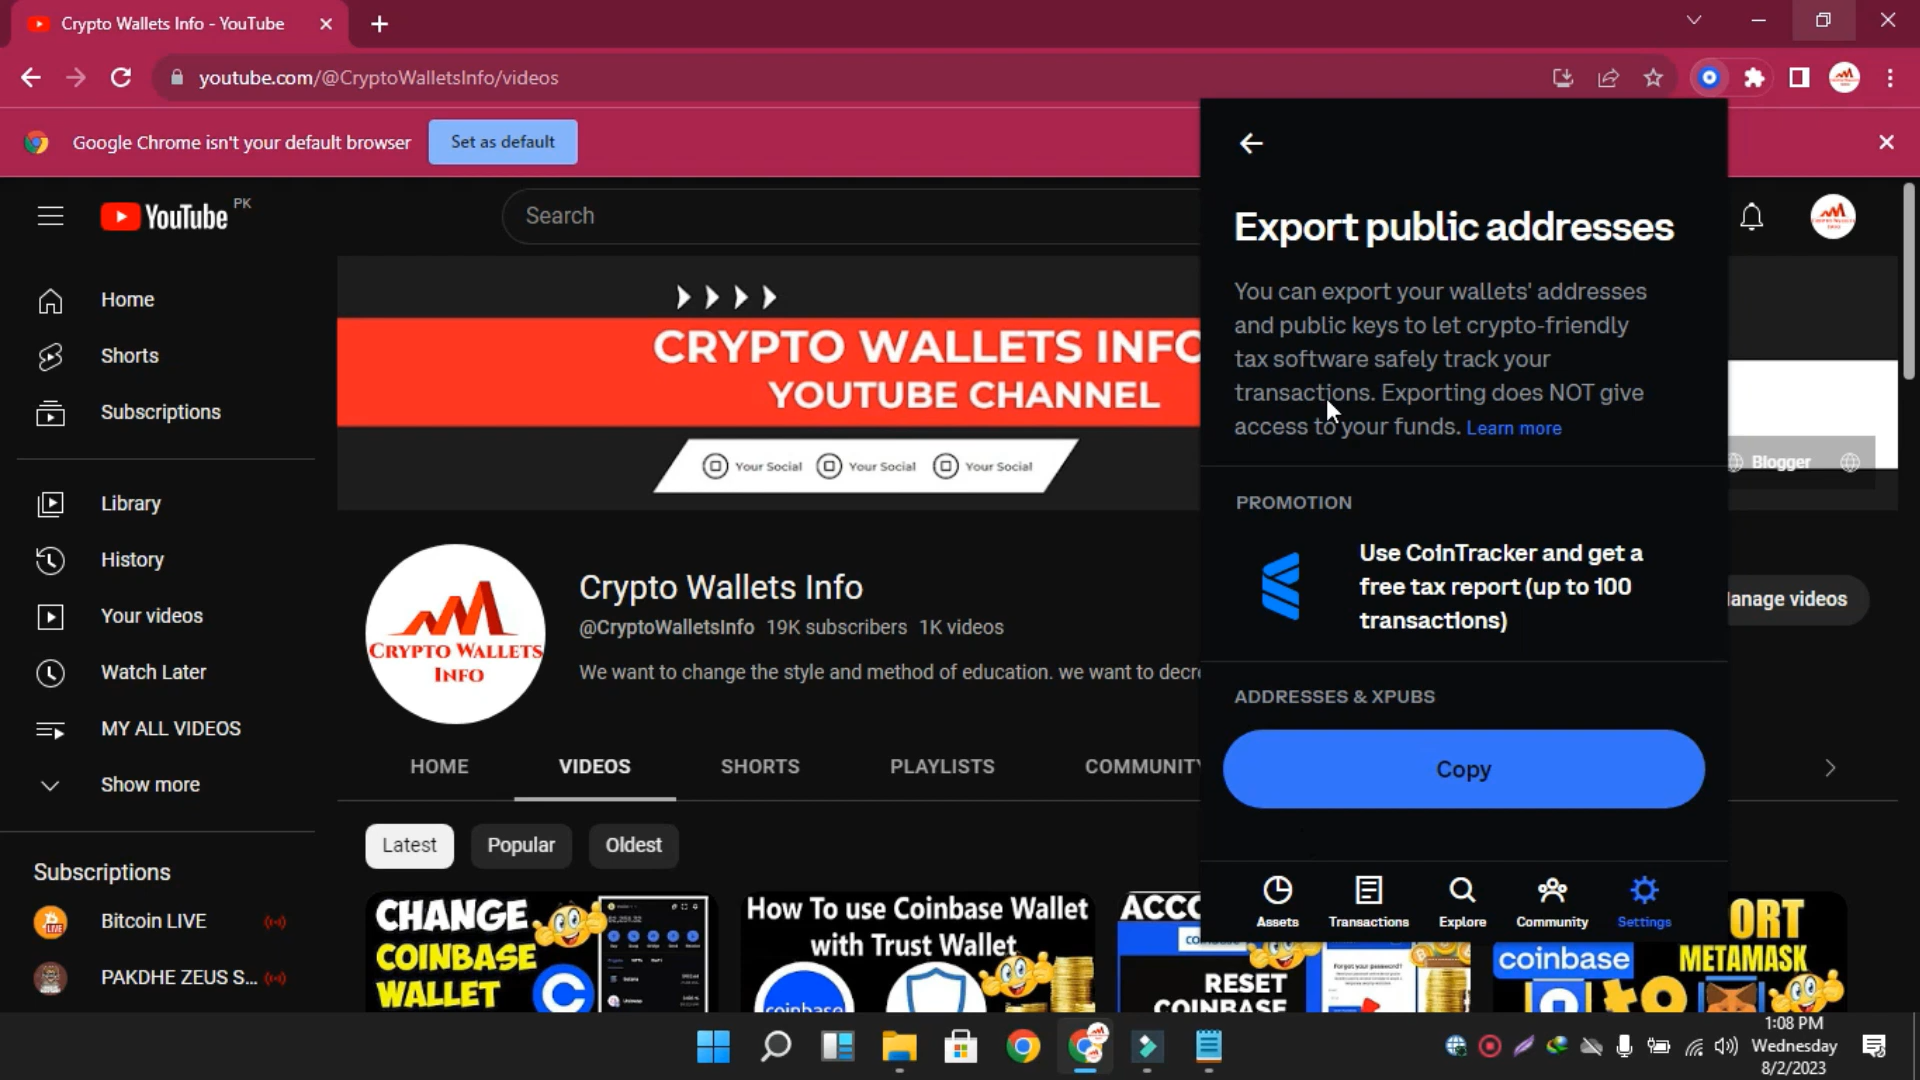 Crypto Wallets Info - YouTube
youtube.com/@CryptoWalletsInfo/videos
Google Chrome isn't your default browser
Set as default
YouTube PK
Search
Home
Shorts
Subscriptions
Library
History
Your videos
Watch Later
MY ALL VIDEOS
Show more
Subscriptions
Bitcoin LIVE
PAKDHE ZEUS S...
CRYPTO WALLETS INFO
YOUTUBE CHANNEL
Your Social Your Social Your Social
Blogger
CRYPTO WALLETS
INFO
Crypto Wallets Info
@CryptoWalletsInfo 19K subscribers 1K videos
We want to change the style and method of education. we want to decre
anage videos
HOME VIDEOS SHORTS PLAYLISTS COMMUNITY
Latest Popular Oldest
CHANGE
COINBASE
WALLET
How To use Coinbase Wallet
with Trust Wallet
coinbase
ACCO
RESET
COINBASE
Forgot your password?
ORT
METAMASK
coinbase
TO
Export public addresses
You can export your wallets' addresses
and public keys to let crypto-friendly
tax software safely track your
transactions. Exporting does NOT give
access to your funds. Learn more
PROMOTION
Use CoinTracker and get a
free tax report (up to 100
transactions)
ADDRESSES & XPUBS
Copy
Assets Transactions Explore Community Settings
1:08 PM
Wednesday
8/2/2023